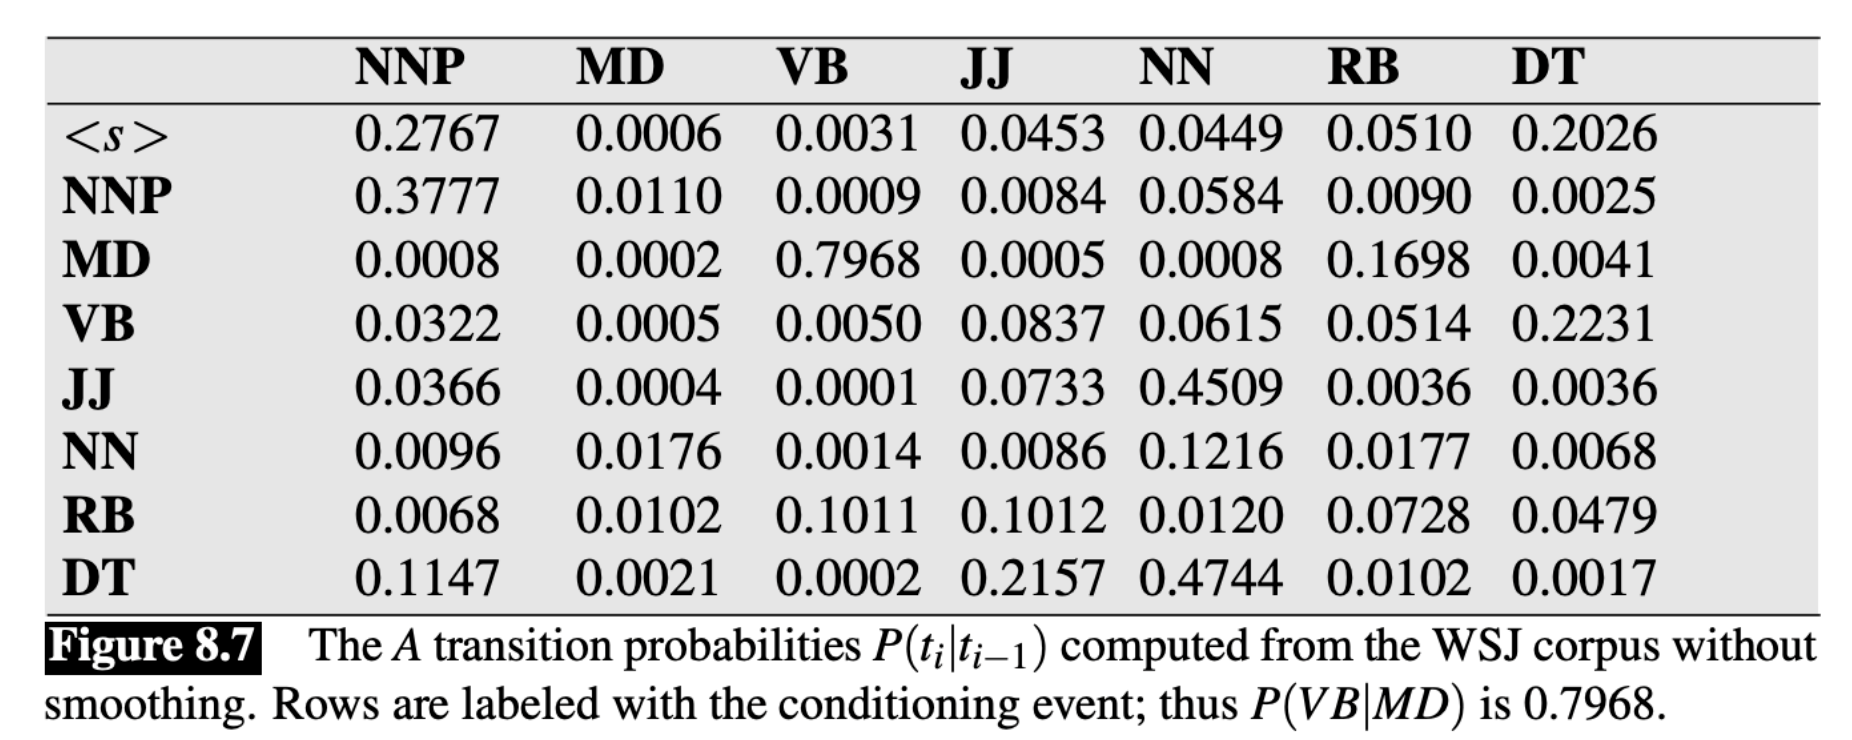 NNP MD VB JJ NN RB DT
<s> 0.2767 0.0006 0.0031 0.0453 0.0449 0.0510 0.2026
NNP 0.3777 0.0110 0.0009 0.0084 0.0584 0.0090 0.0025
MD 0.0008 0.0002 0.7968 0.0005 0.0008 0.1698 0.0041
VB 0.0322 0.0005 0.0050 0.0837 0.0615 0.0514 0.2231
JJ 0.0366 0.0004 0.0001 0.0733 0.4509 0.0036 0.0036
NN 0.0096 0.0176 0.0014 0.0086 0.1216 0.0177 0.0068
RB 0.0068 0.0102 0.1011 0.1012 0.0120 0.0728 0.0479
DT 0.1147 0.0021 0.0002 0.2157 0.4744 0.0102 0.0017
Figure 8.7 The A transition probabilities P(tᵢ|tᵢ₋₁) computed from the WSJ corpus without
smoothing. Rows are labeled with the conditioning event; thus P(VB|MD) is 0.7968.